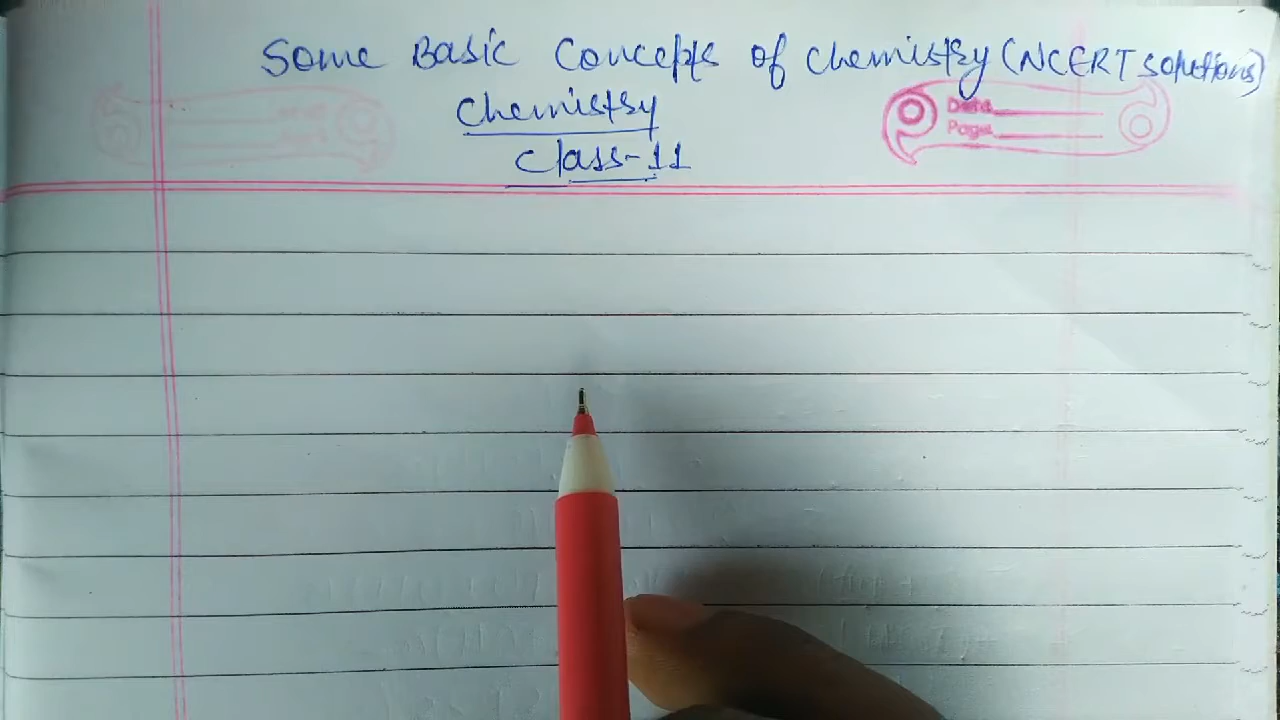 Some Basic Concepts of Chemistry (NCERT solutions)
Chemistry
Date
Page
Class-11